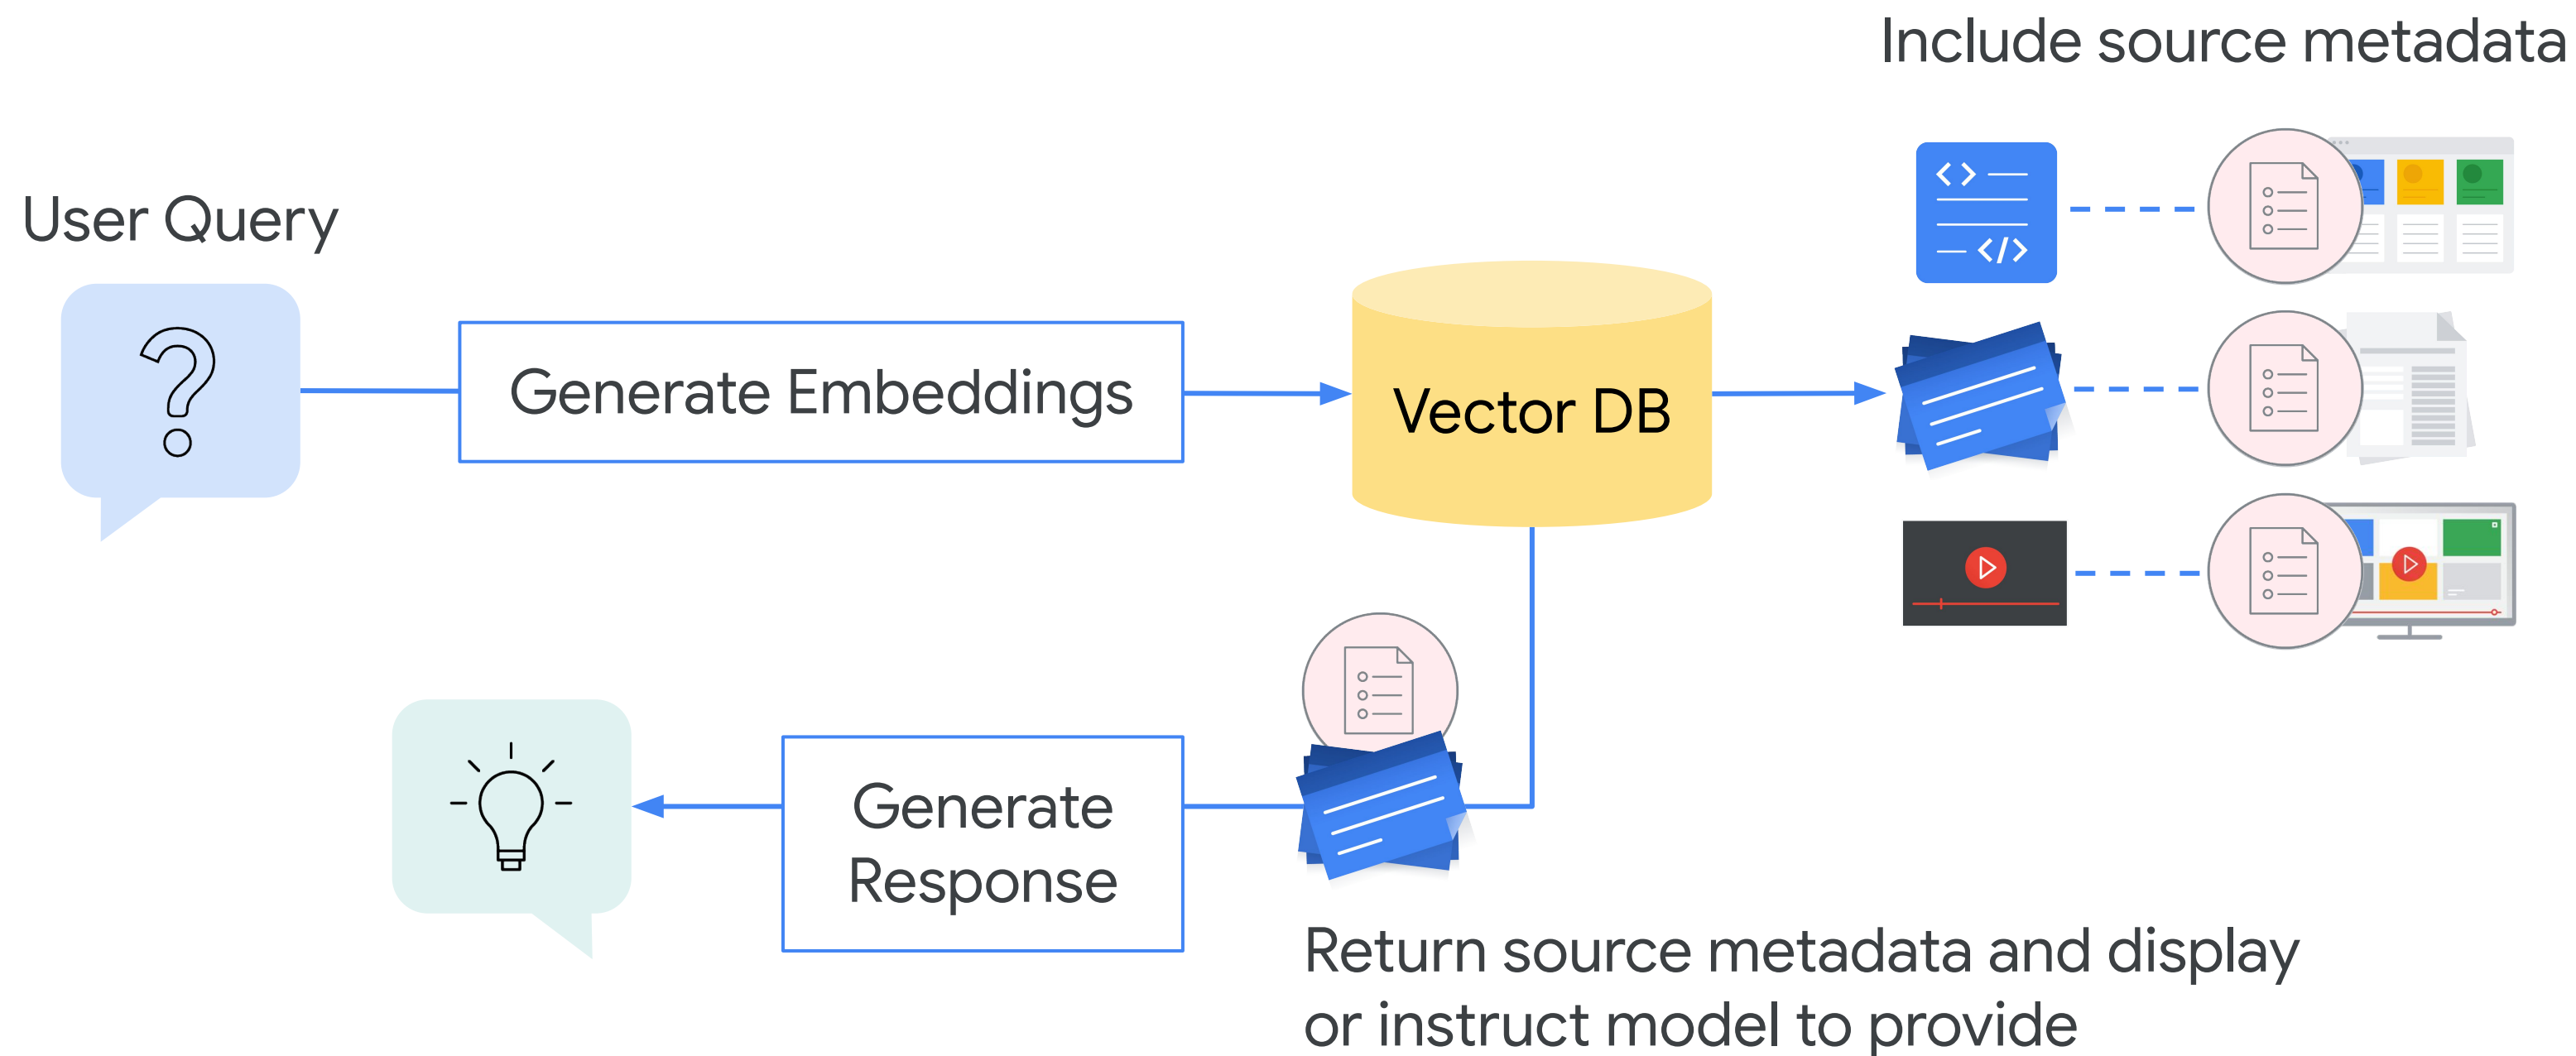 Include source metadata
User Query
Generate Embeddings
Vector DB
Generate
Response
Return source metadata and display
or instruct model to provide